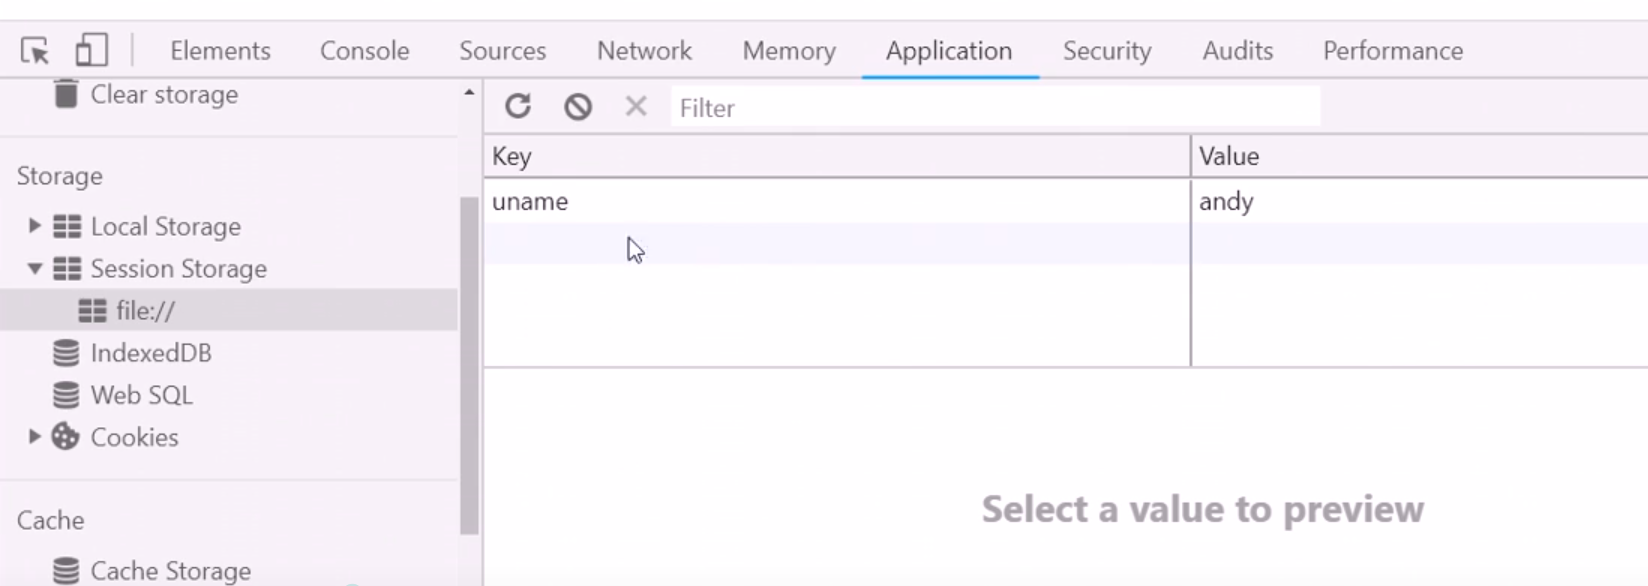 Elements Console Sources Network Memory Application Security Audits Performance
Clear storage
Storage
Local Storage
Session Storage
file://
IndexedDB
Web SQL
Cookies
Cache
Cache Storage
Filter
Key Value
uname andy
Select a value to preview